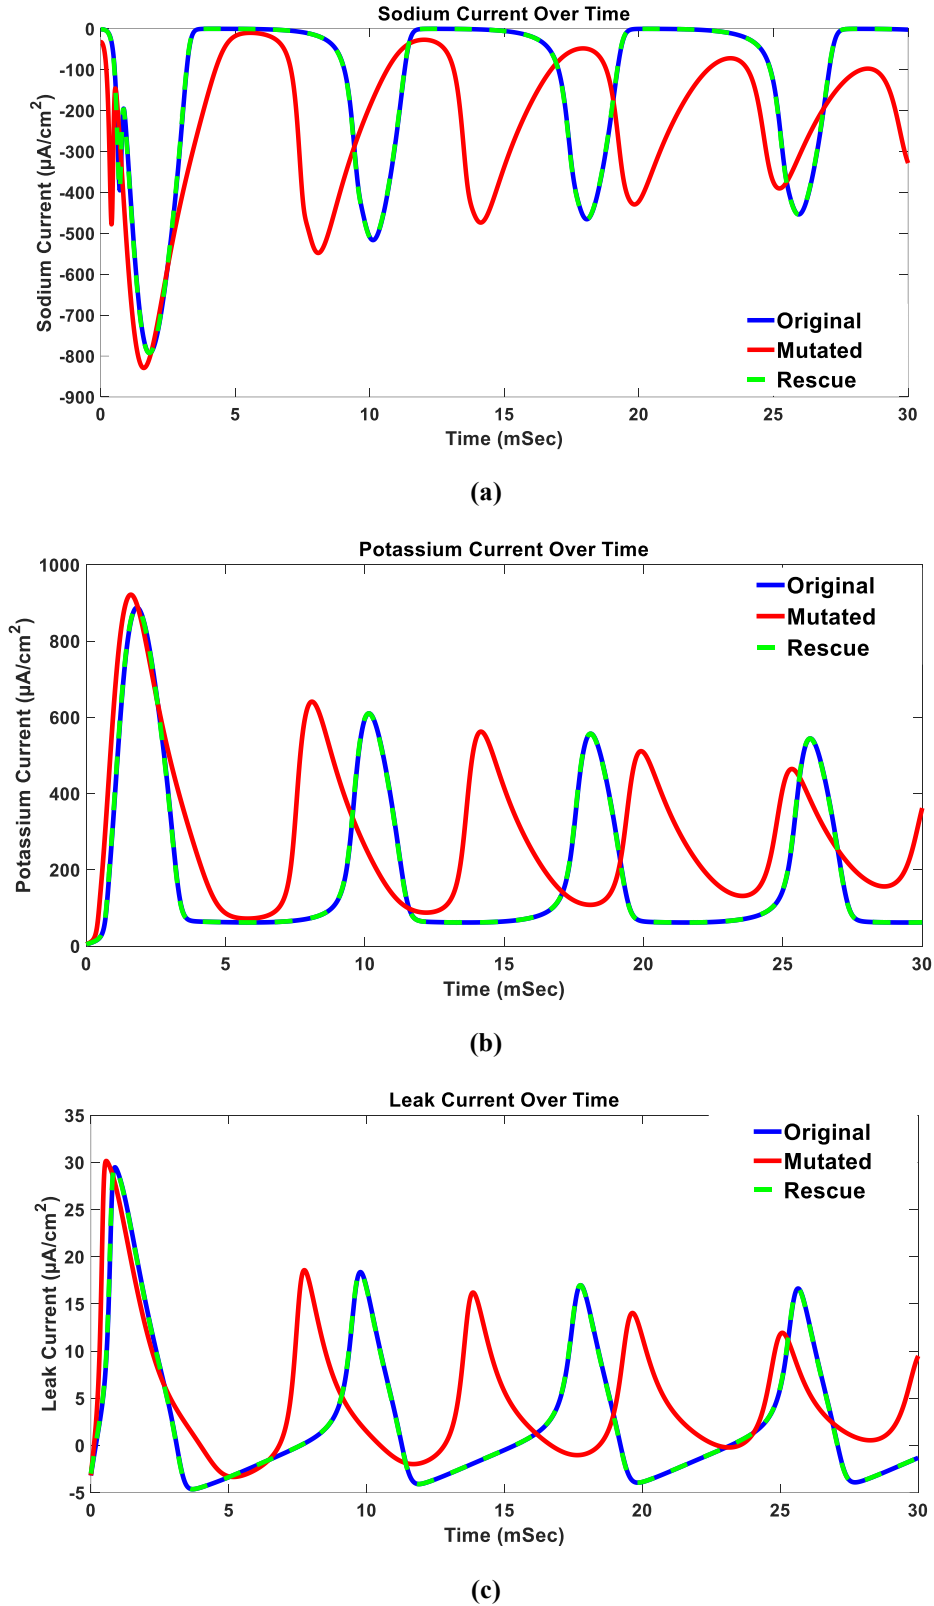 Sodium Current Over Time
0
-100
-200
-300
-400
-500
-600
-700
-800
-900
Sodium Current (µA/cm²)
Original
Mutated
Rescue
0 5 10 15 20 25 30
Time (mSec)
(a)
Potassium Current Over Time
1000
800
600
400
200
0
Potassium Current (µA/cm²)
Original
Mutated
Rescue
0 5 10 15 20 25 30
Time (mSec)
(b)
Leak Current Over Time
35
30
25
20
15
10
5
0
-5
Leak Current (µA/cm²)
Original
Mutated
Rescue
0 5 10 15 20 25 30
Time (mSec)
(c)